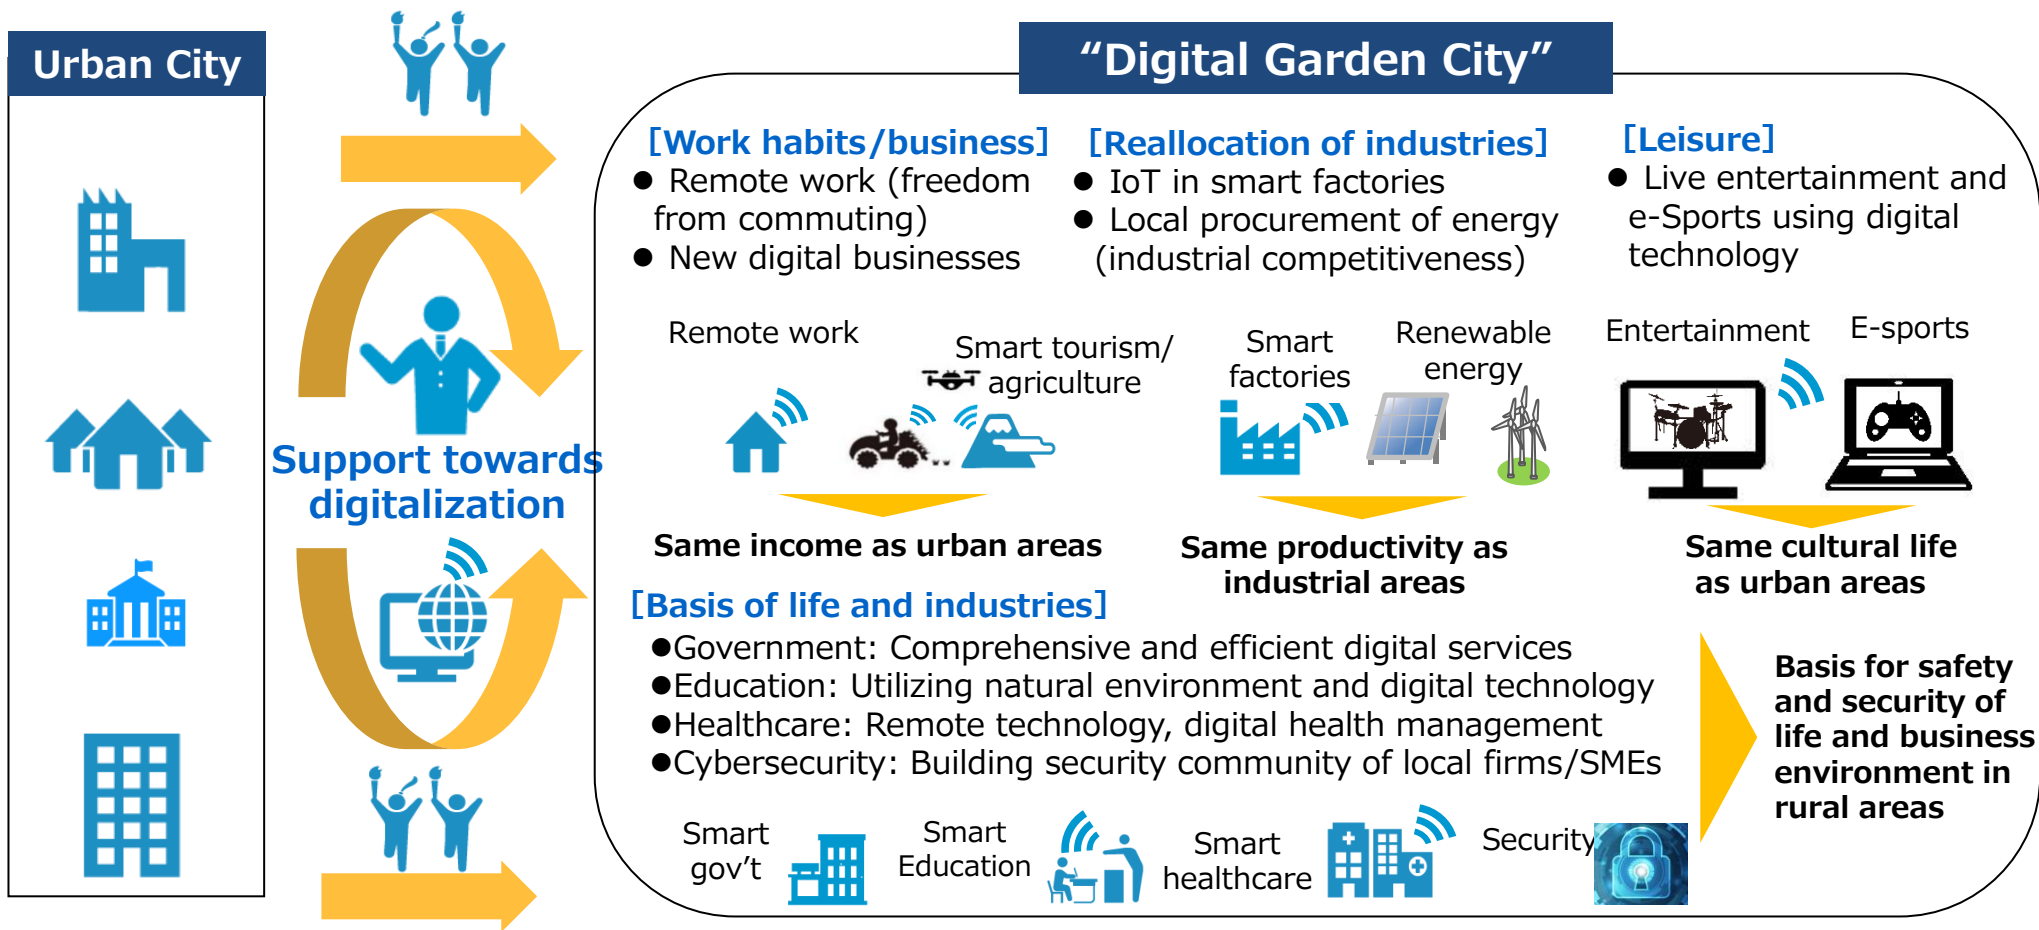 Urban City
Support towards
digitalization
“Digital Garden City”
[Work habits/business]
● Remote work (freedom
from commuting)
● New digital businesses
Remote work
Smart tourism/
agriculture
Same income as urban areas
[Reallocation of industries]
● IoT in smart factories
● Local procurement of energy
(industrial competitiveness)
Smart
factories
Renewable
energy
Same productivity as
industrial areas
[Leisure]
● Live entertainment and
e-Sports using digital
technology
Entertainment
E-sports
Same cultural life
as urban areas
[Basis of life and industries]
●Government: Comprehensive and efficient digital services
●Education: Utilizing natural environment and digital technology
●Healthcare: Remote technology, digital health management
●Cybersecurity: Building security community of local firms/SMEs
Smart
gov’t
Smart
Education
Smart
healthcare
Security
Basis for safety
and security of
life and business
environment in
rural areas